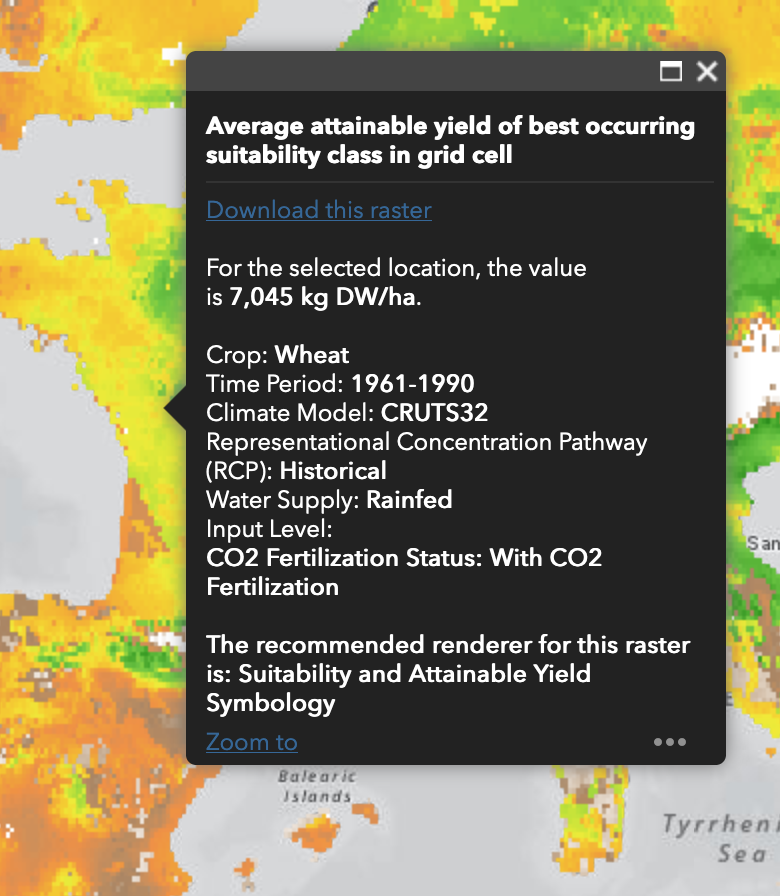 Average attainable yield of best occurring
suitability class in grid cell
Download this raster
For the selected location, the value
is 7,045 kg DW/ha.
Crop: Wheat
Time Period: 1961-1990
Climate Model: CRUTS32
Representational Concentration Pathway
(RCP): Historical
Water Supply: Rainfed
Input Level:
CO2 Fertilization Status: With CO2
Fertilization
The recommended renderer for this raster
is: Suitability and Attainable Yield
Symbology
Zoom to
San
Balearic
Islands
Tyrrheni
Sea